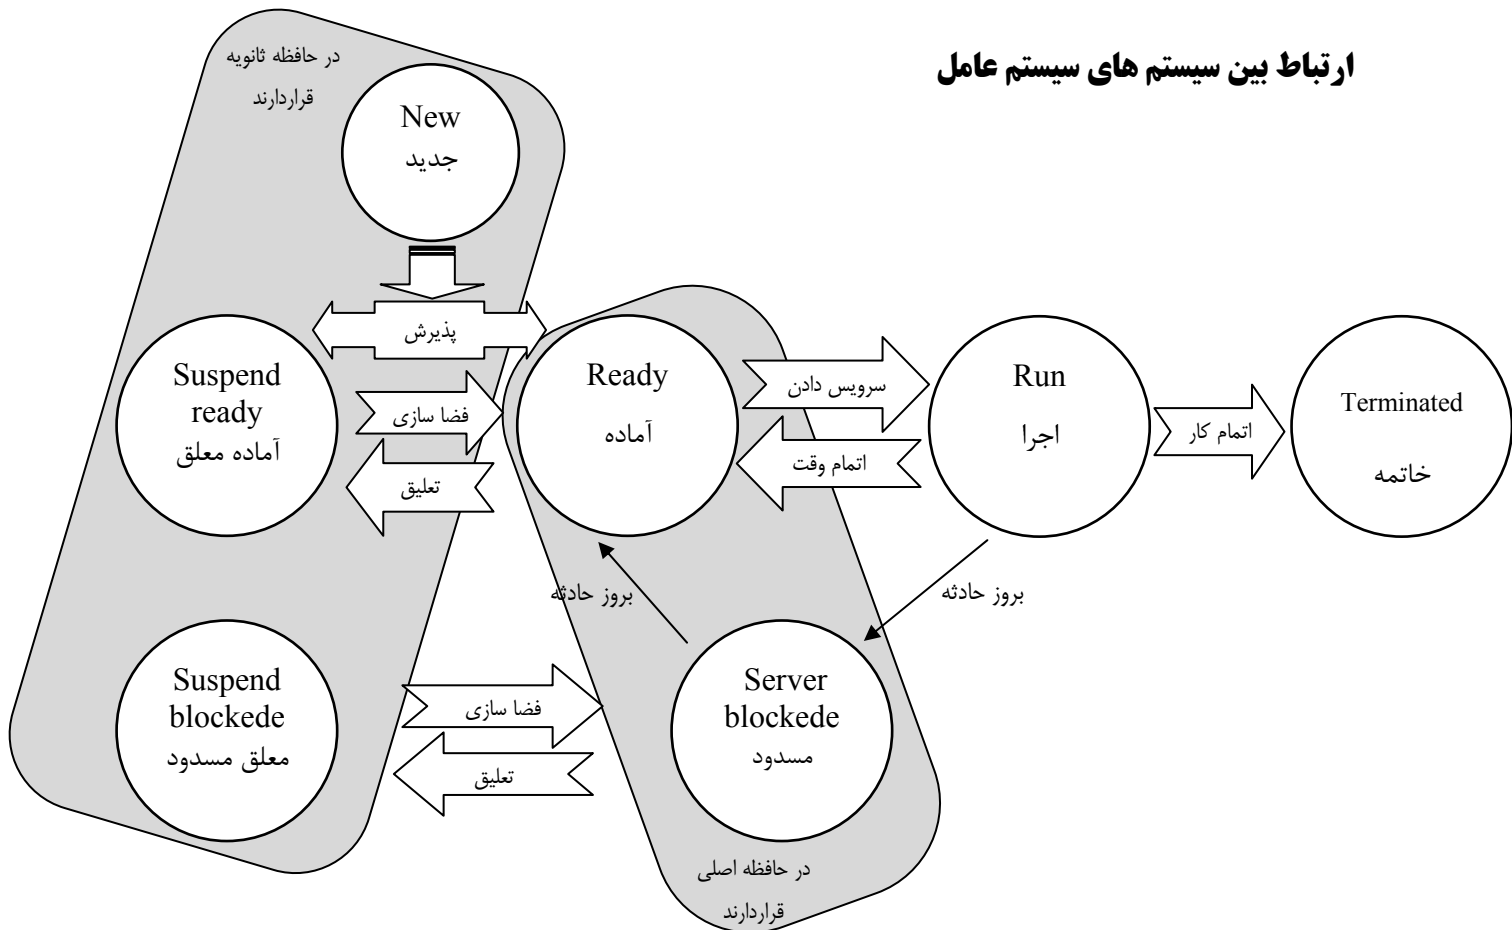 ارتباط بین سیستم های سیستم عامل
در حافظه ثانویه
قراردارند
New
جدید
پذیرش
Suspend
ready
آماده معلق
فضا سازی
تعلیق
Ready
آماده
سرویس دادن
اتمام وقت
Run
اجرا
اتمام کار
Terminated
خاتمه
بروز حادثه
بروز حادثه
Suspend
blockede
معلق مسدود
فضا سازی
تعلیق
Server
blockede
مسدود
در حافظه اصلی
قراردارند